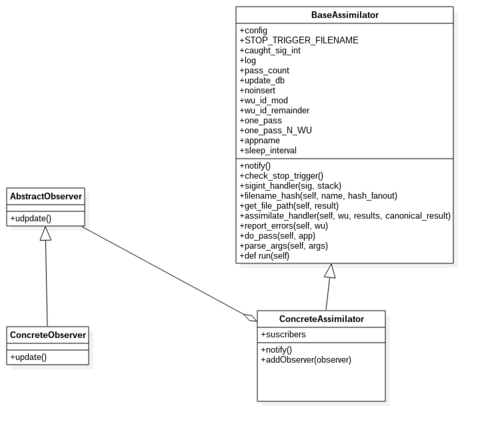 BaseAssimilator
+config
+STOP_TRIGGER_FILENAME
+caught_sig_int
+log
+pass_count
+update_db
+noinsert
+wu_id_mod
+wu_id_remainder
+one_pass
+one_pass_N_WU
+appname
+sleep_interval
+notify()
+check_stop_trigger()
+sigint_handler(sig, stack)
+filename_hash(self, name, hash_fanout)
+get_file_path(self, result)
+assimilate_handler(self, wu, results, canonical_result)
+report_errors(self, wu)
+do_pass(self, app)
+parse_args(self, args)
+def run(self)
AbstractObserver
+udpdate()
ConcreteObserver
+update()
ConcreteAssimilator
+suscribers
+notify()
+addObserver(observer)